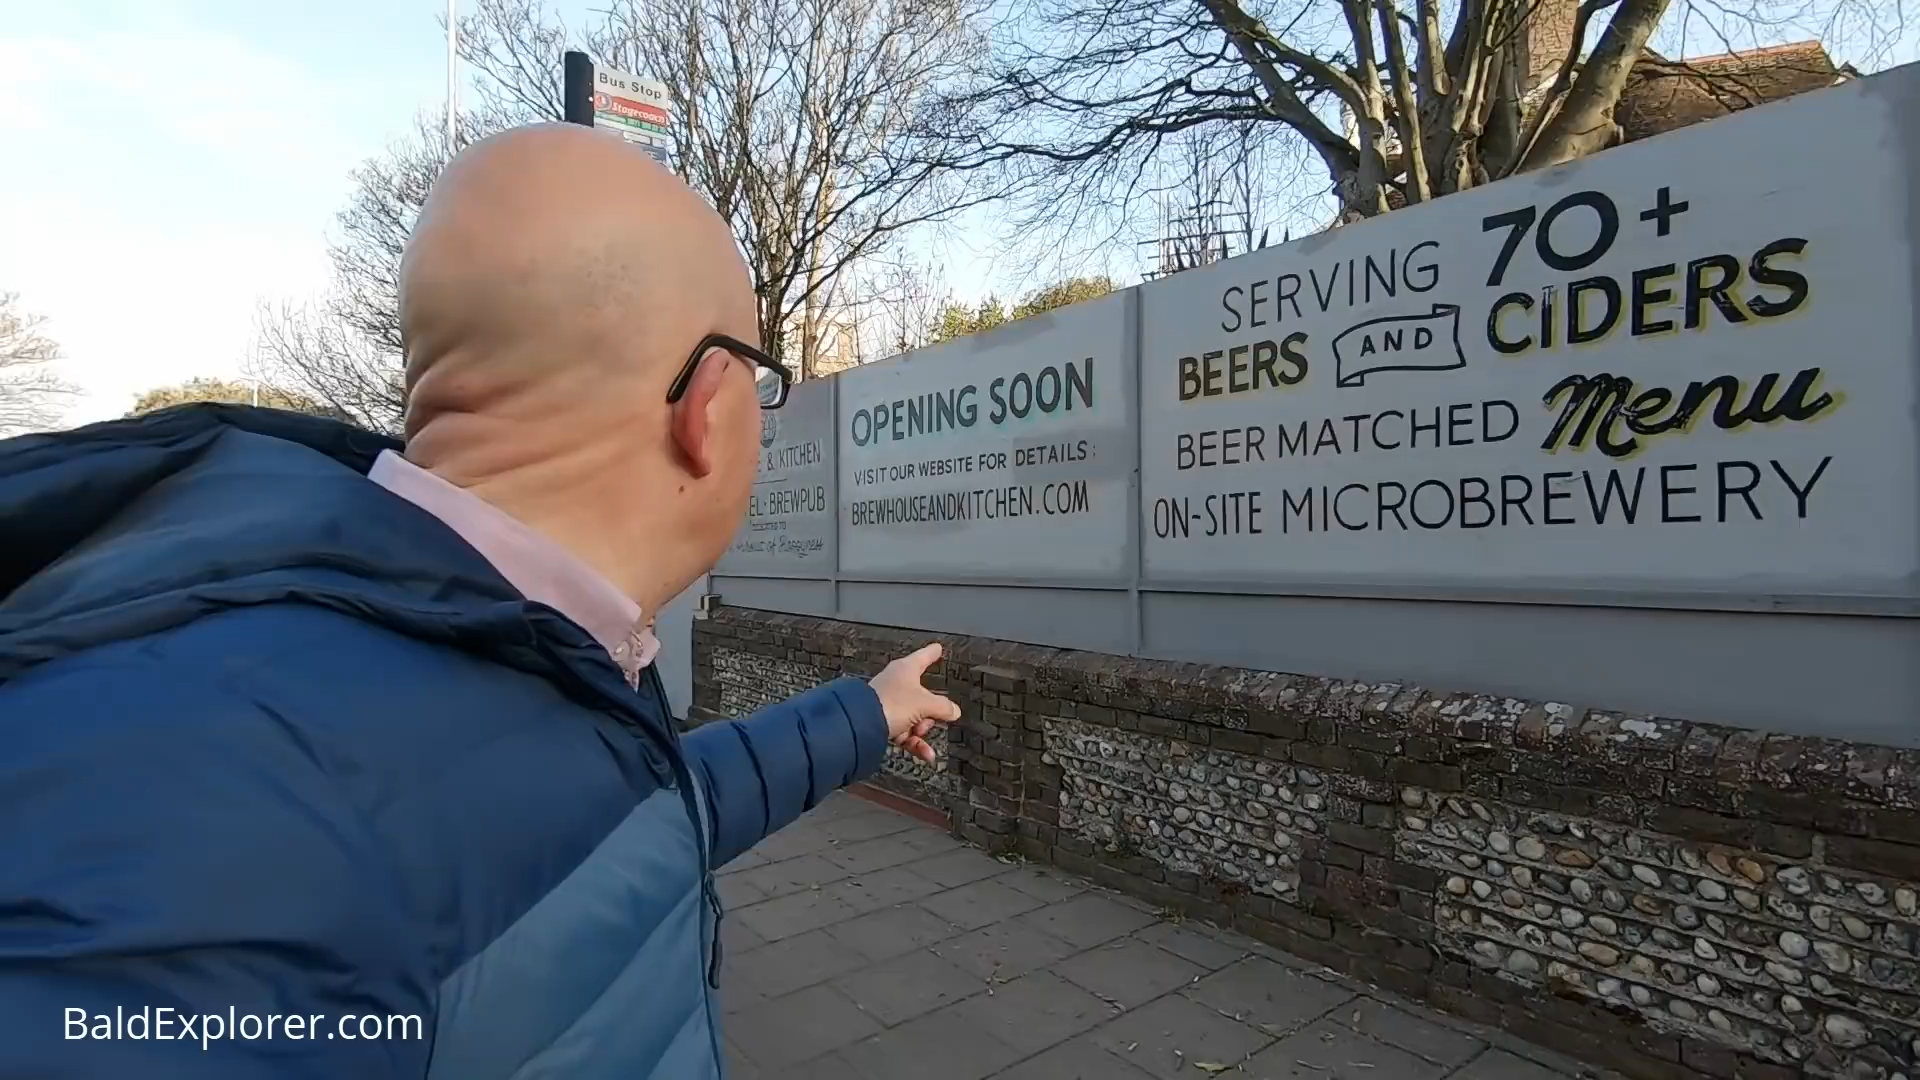 Bus Stop
Stagecoach
& KITCHEN
BREWPUB
OPENING SOON
VISIT OUR WEBSITE FOR DETAILS:
BREWHOUSEANDKITCHEN.COM
SERVING 70+
BEERS AND CIDERS
BEER MATCHED Menu
ON-SITE MICROBREWERY
BaldExplorer.com